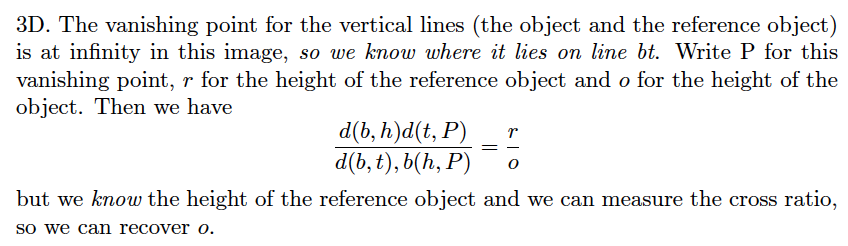 3D. The vanishing point for the vertical lines (the object and the reference object)
is at infinity in this image, so we know where it lies on line bt. Write P for this
vanishing point, r for the height of the reference object and o for the height of the
object. Then we have
d(b, h)d(t, P) / d(b, t), b(h, P) = r / o
but we know the height of the reference object and we can measure the cross ratio,
so we can recover o.